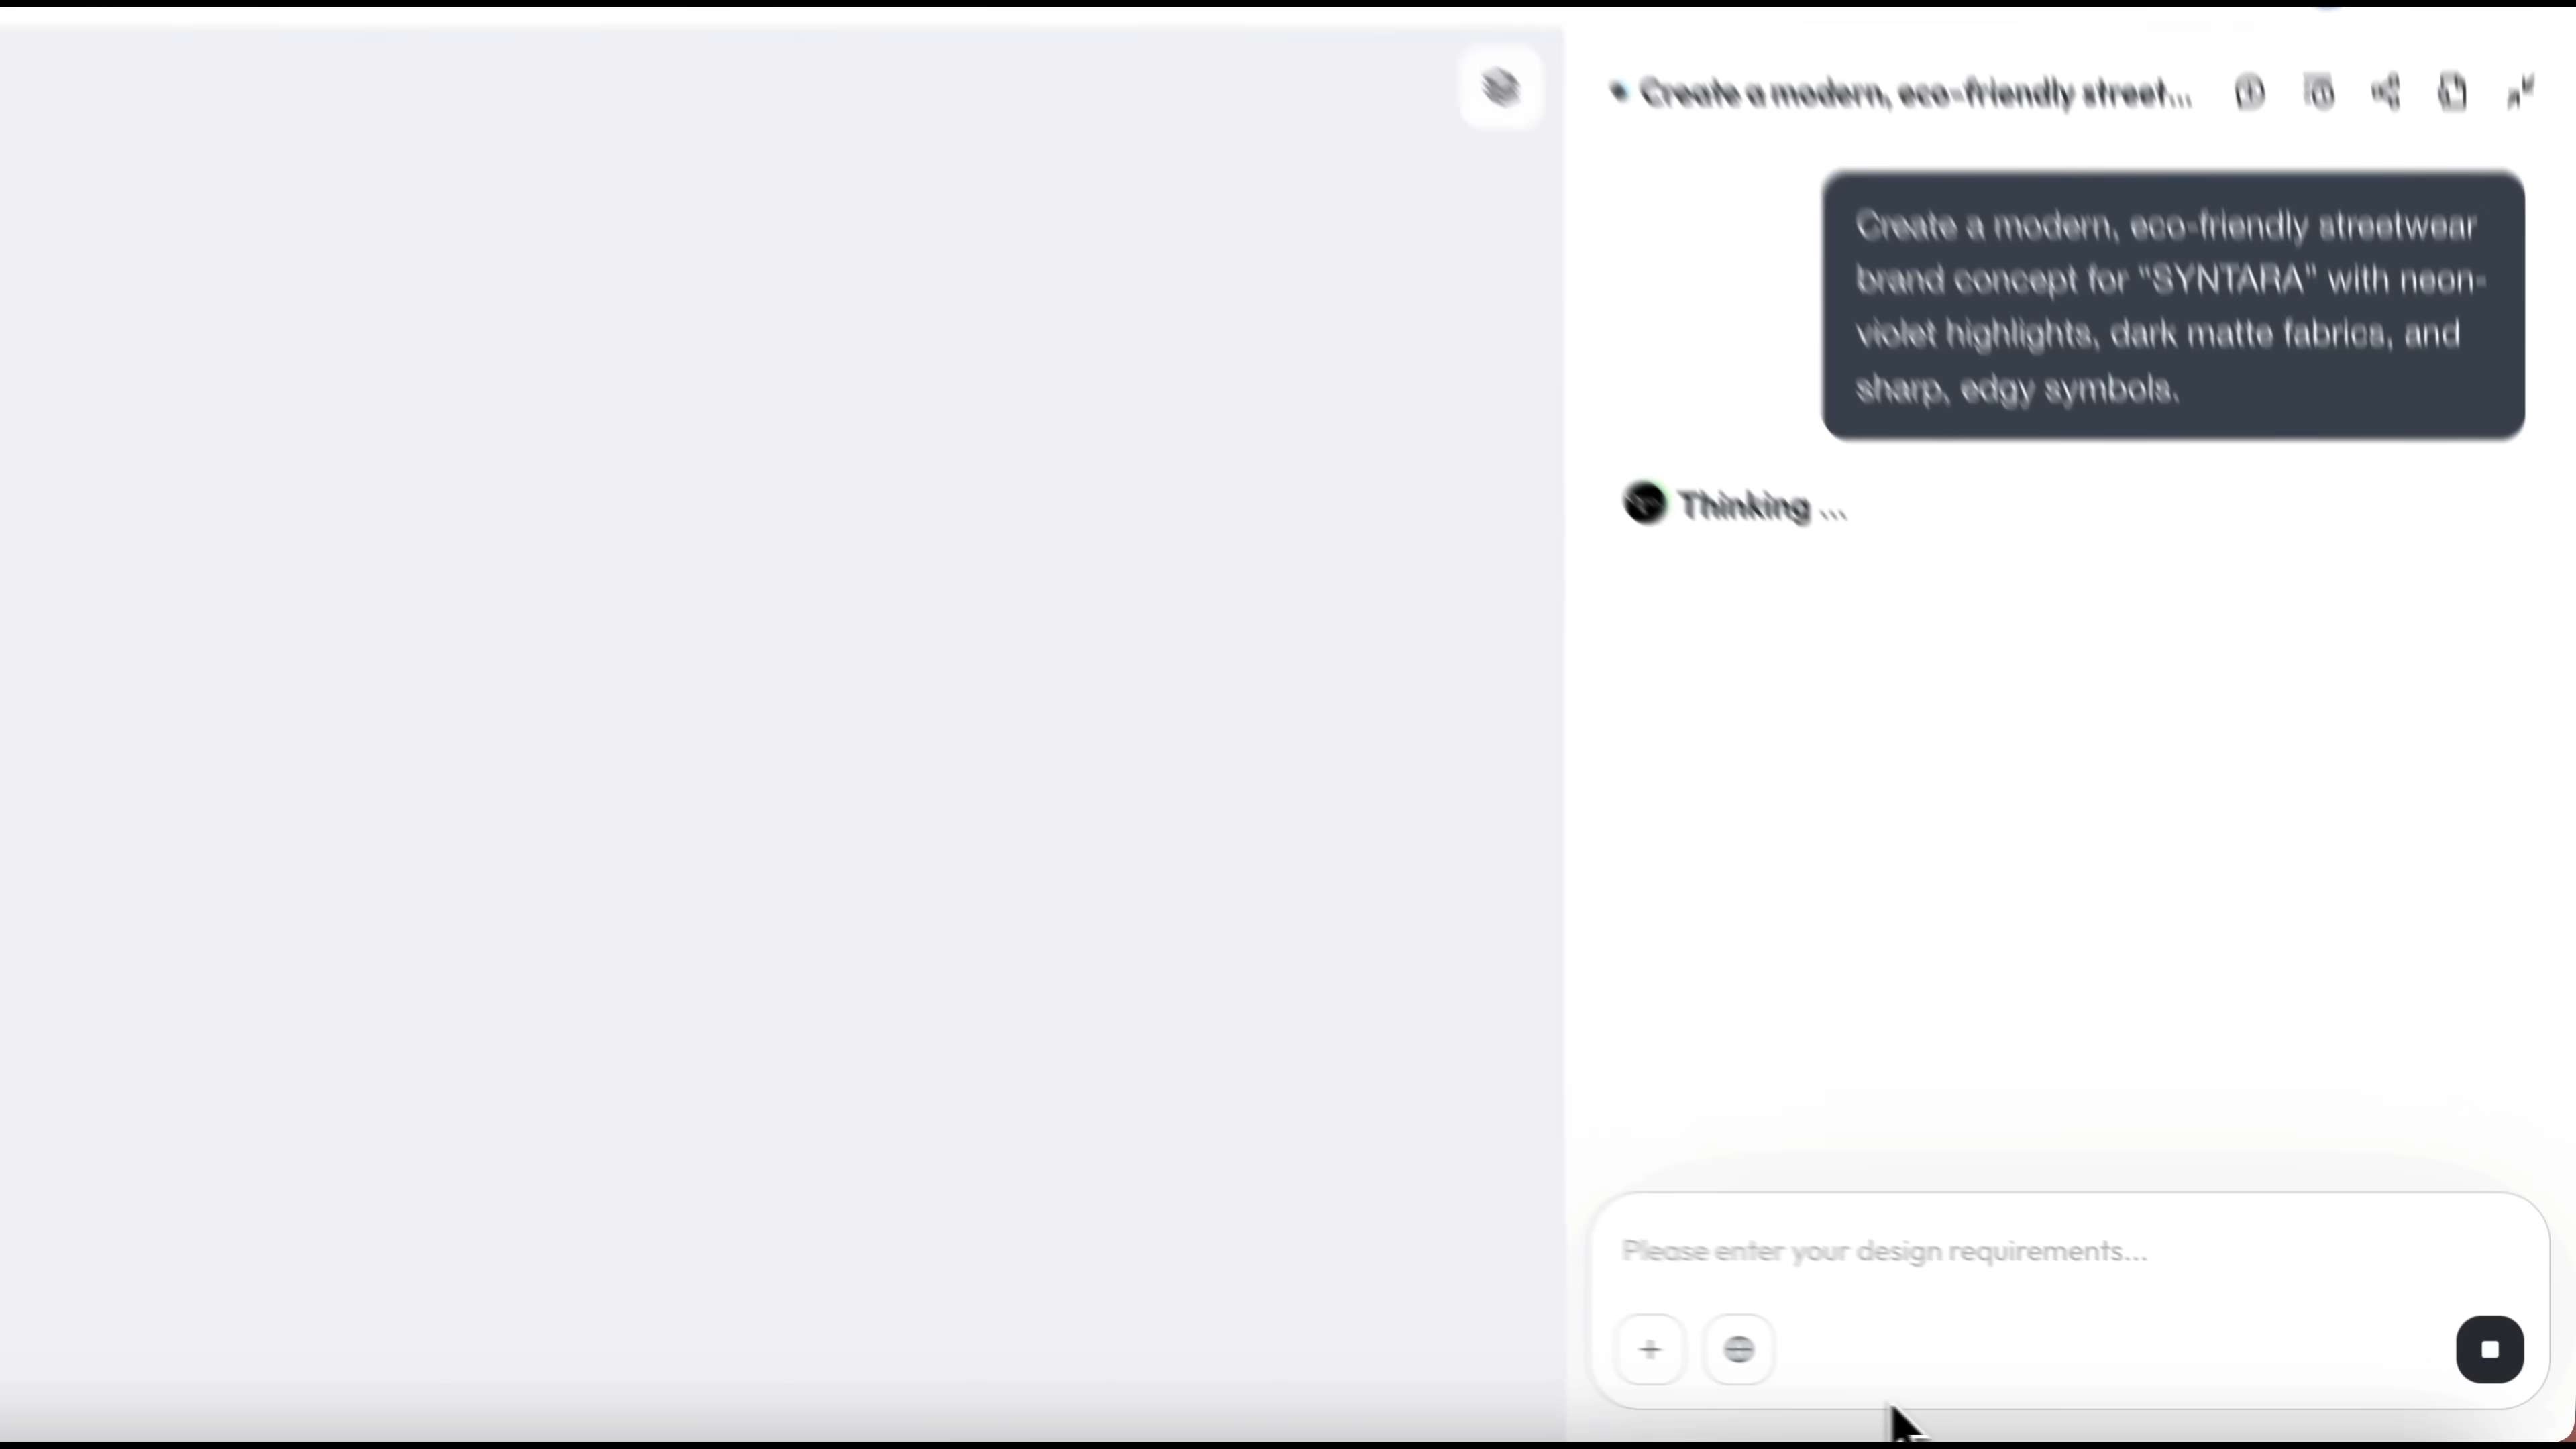 Create a modern, eco-friendly street...
Create a modern, eco-friendly streetwear
brand concept for "SYNTARA" with neon-
violet highlights, dark matte fabrics, and
sharp, edgy symbols.
Thinking ...
Please enter your design requirements...